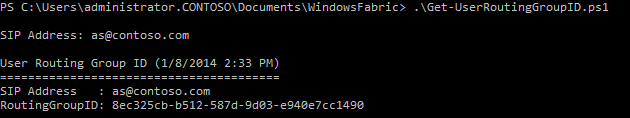 PS C:\Users\administrator.CONTOSO\Documents\WindowsFabric> .\Get-UserRoutingGroupID.ps1
SIP Address: as@contoso.com
User Routing Group ID (1/8/2014 2:33 PM)
========================================
SIP Address   : as@contoso.com
RoutingGroupID: 8ec325cb-b512-587d-9d03-e940e7cc1490